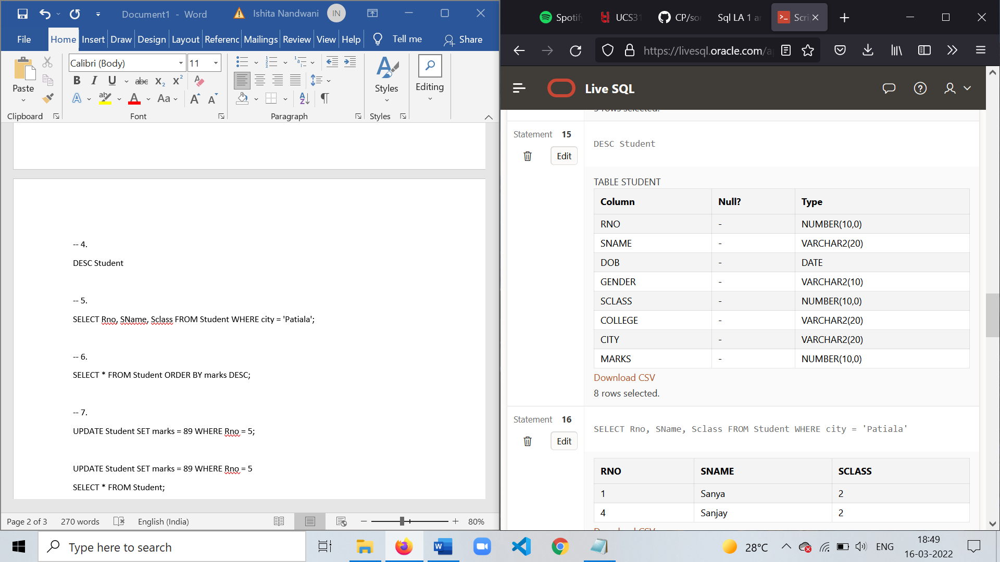 Document1 - Word
Ishita Nandwani
IN
File
Home
Insert
Draw
Design
Layout
Referenc
Mailings
Review
View
Help
Tell me
Share
Paste
Clipboard
Calibri (Body)
11
Font
Paragraph
Styles
Styles
Editing
-- 4.
DESC Student
-- 5.
SELECT Rno, SName, Sclass FROM Student WHERE city = 'Patiala';
-- 6.
SELECT * FROM Student ORDER BY marks DESC;
-- 7.
UPDATE Student SET marks = 89 WHERE Rno = 5;
UPDATE Student SET marks = 89 WHERE Rno = 5
SELECT * FROM Student;
Page 2 of 3
270 words
English (India)
80%
Spotify
UCS31
CP/so
Sql LA 1 a
Scri
https://livesql.oracle.com/a
Live SQL
rows selected.
Statement 15
Edit
DESC Student
TABLE STUDENT
Column Null? Type
RNO - NUMBER(10,0)
SNAME - VARCHAR2(20)
DOB - DATE
GENDER - VARCHAR2(10)
SCLASS - NUMBER(10,0)
COLLEGE - VARCHAR2(20)
CITY - VARCHAR2(20)
MARKS - NUMBER(10,0)
Download CSV
8 rows selected.
Statement 16
Edit
SELECT Rno, SName, Sclass FROM Student WHERE city = 'Patiala'
RNO SNAME SCLASS
1 Sanya 2
4 Sanjay 2
Download CSV
Type here to search
28°C
ENG
18:49
16-03-2022